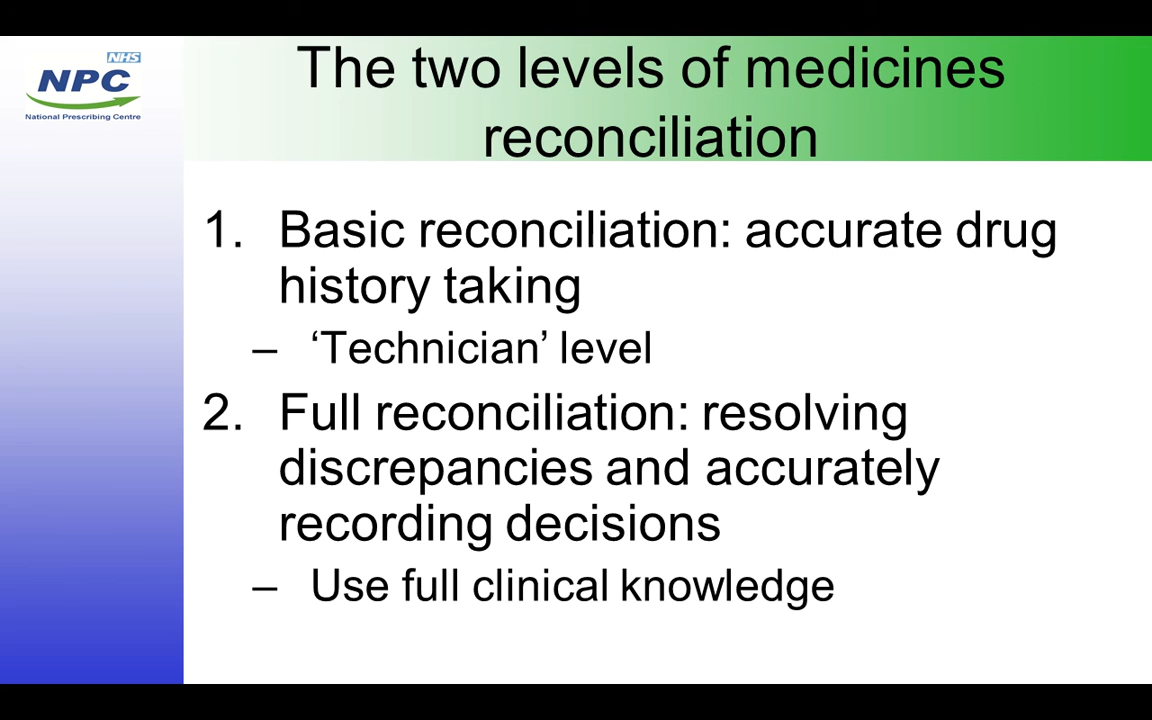 NHS
NPC
National Prescribing Centre
The two levels of medicines
reconciliation
1. Basic reconciliation: accurate drug
history taking
– ‘Technician’ level
2. Full reconciliation: resolving
discrepancies and accurately
recording decisions
– Use full clinical knowledge